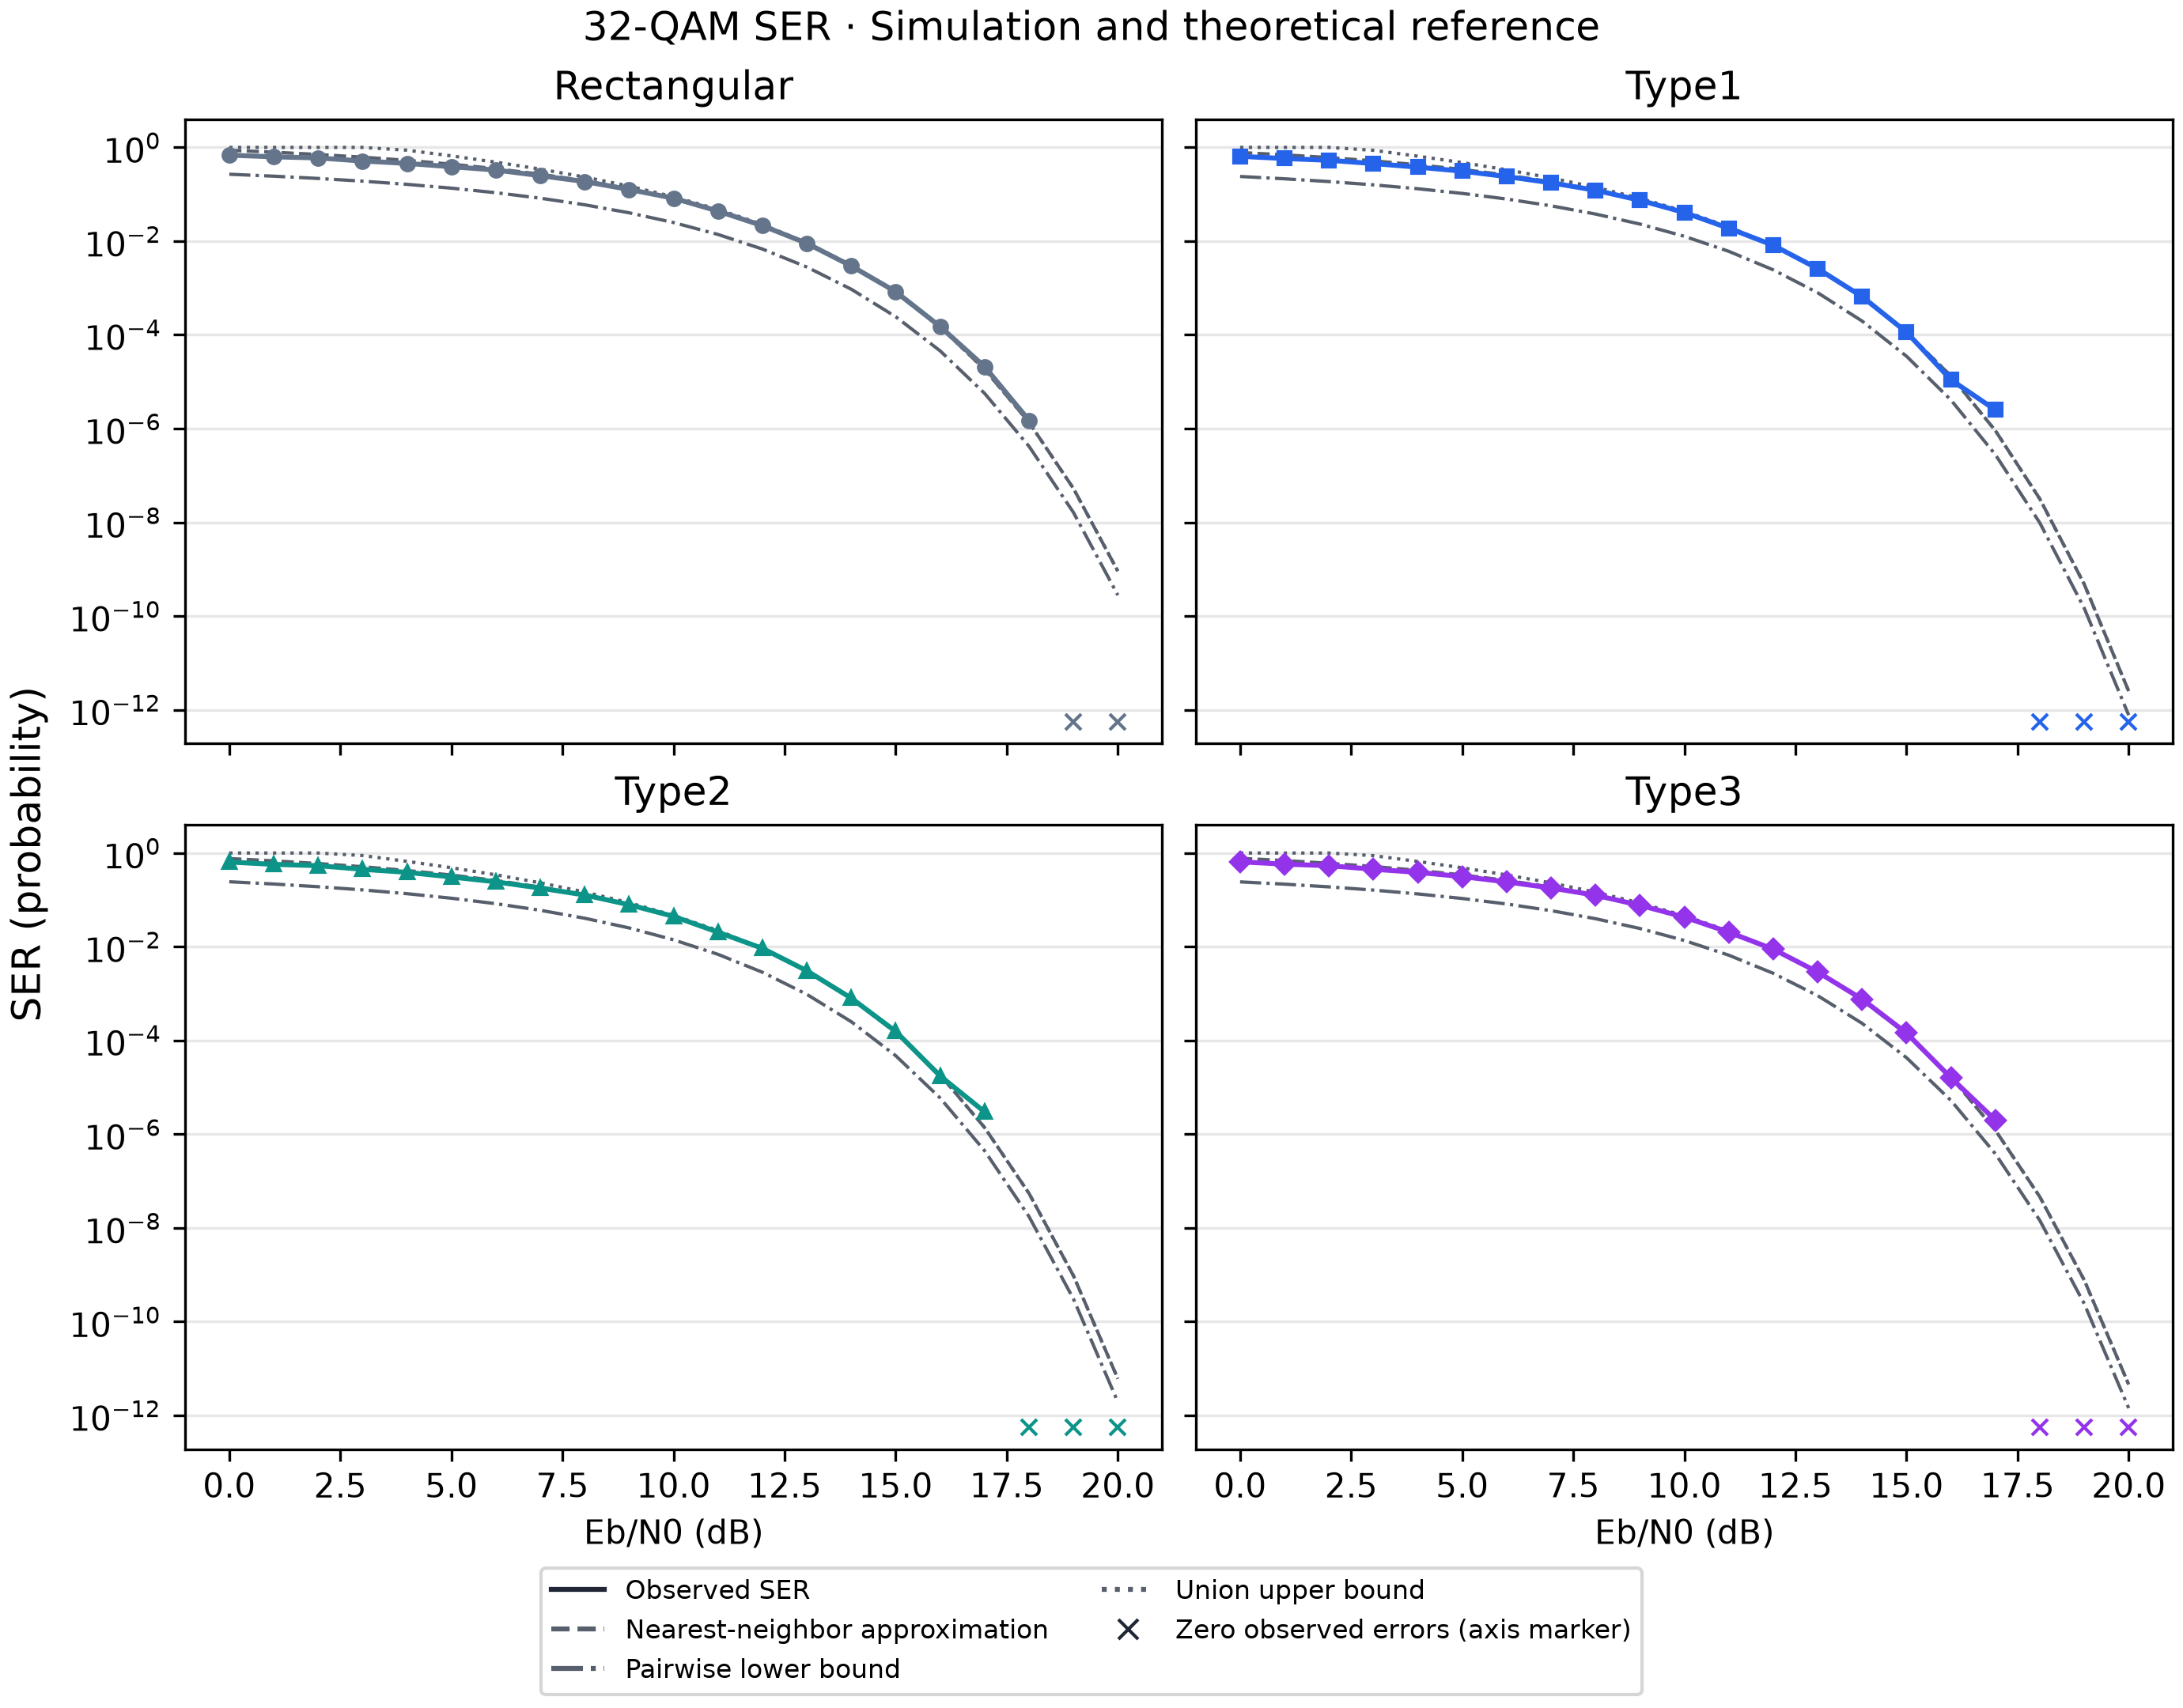 32-QAM SER · Simulation and theoretical reference
Rectangular
Type1
10⁰
10⁻²
10⁻⁴
10⁻⁶
10⁻⁸
10⁻¹⁰
10⁻¹²
Type2
Type3
SER (probability)
10⁰
10⁻²
10⁻⁴
10⁻⁶
10⁻⁸
10⁻¹⁰
10⁻¹²
0.0 2.5 5.0 7.5 10.0 12.5 15.0 17.5 20.0
0.0 2.5 5.0 7.5 10.0 12.5 15.0 17.5 20.0
Eb/N0 (dB)
Eb/N0 (dB)
Observed SER
Nearest-neighbor approximation
Pairwise lower bound
Union upper bound
Zero observed errors (axis marker)